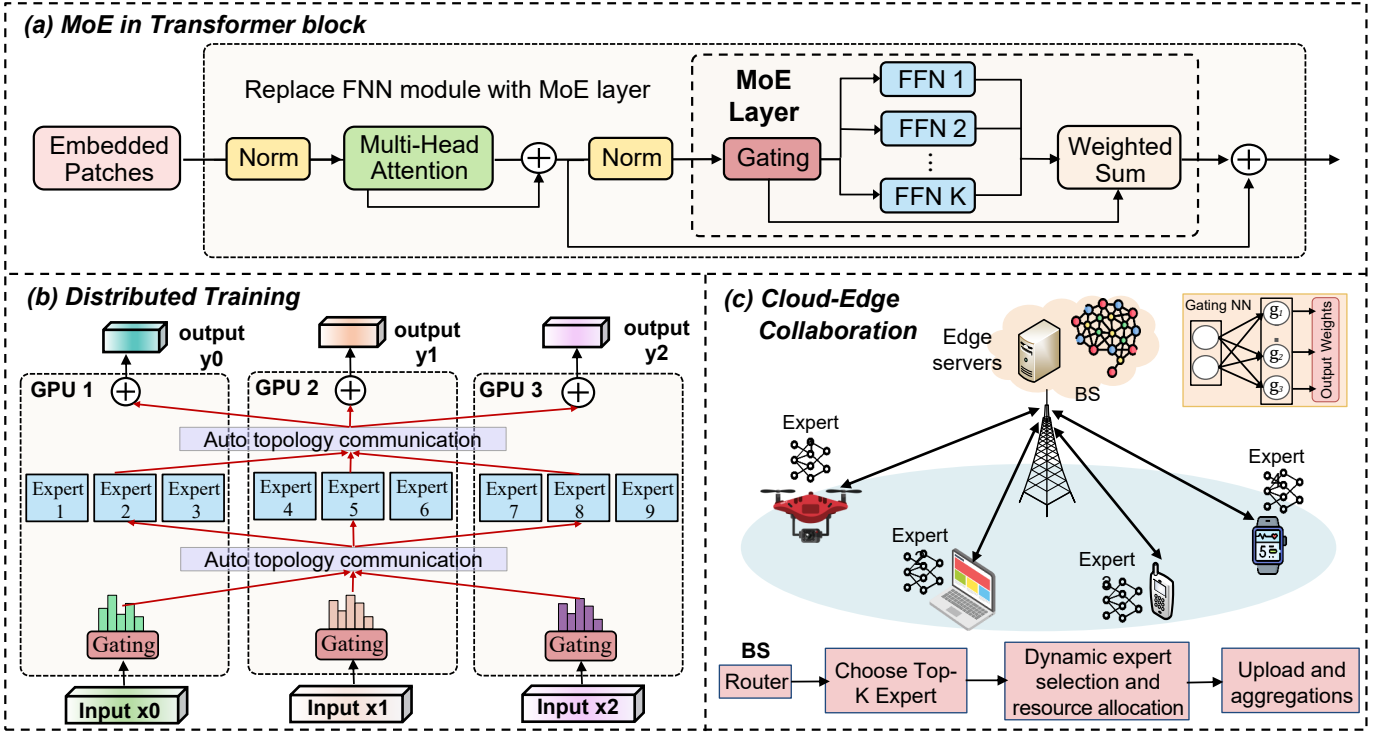 (a) MoE in Transformer block
Replace FNN module with MoE layer
MoE
Layer
Embedded
Patches
Norm
Multi-Head
Attention
Norm
Gating
FFN 1
FFN 2
FFN K
Weighted
Sum
(b) Distributed Training
output
y0
output
y1
output
y2
GPU 1
GPU 2
GPU 3
Auto topology communication
Expert
1
Expert
2
Expert
3
Expert
4
Expert
5
Expert
6
Expert
7
Expert
8
Expert
9
Auto topology communication
Gating
Gating
Gating
Input x0
Input x1
Input x2
(c) Cloud-Edge
Collaboration
Edge
servers
BS
Gating NN
g1
g2
g3
Output Weights
Expert
Expert
Expert
Expert
5
BS
Router
Choose Top-
K Expert
Dynamic expert
selection and
resource allocation
Upload and
aggregations